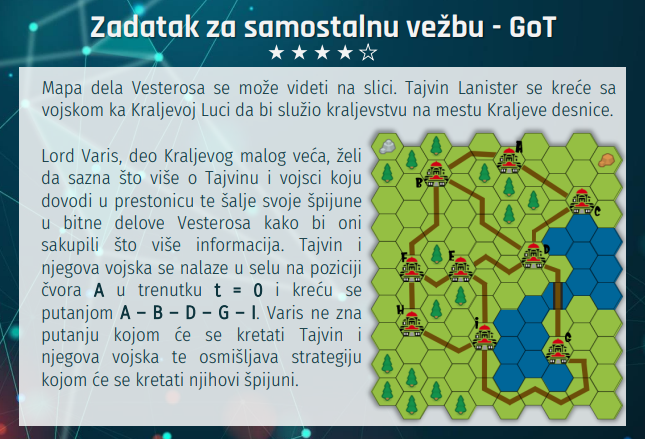 Zadatak za samostalnu vežbu - GoT
Mapa dela Vesterosa se može videti na slici. Tajvin Lanister se kreće sa
vojskom ka Kraljevoj Luci da bi služio kraljevstvu na mestu Kraljeve desnice.
Lord Varis, deo Kraljevog malog veća, želi
da sazna što više o Tajvinu i vojsci koju
dovodi u prestonicu te šalje svoje špijune
u bitne delove Vesterosa kako bi oni
sakupili što više informacija. Tajvin i
njegova vojska se nalaze u selu na poziciji
čvora A u trenutku t = 0 i kreću se
putanjom A – B – D – G – I. Varis ne zna
putanju kojom će se kretati Tajvin i
njegova vojska te osmišljava strategiju
kojom će se kretati njihovi špijuni.
A
B
C
D
F
E
H
i
G